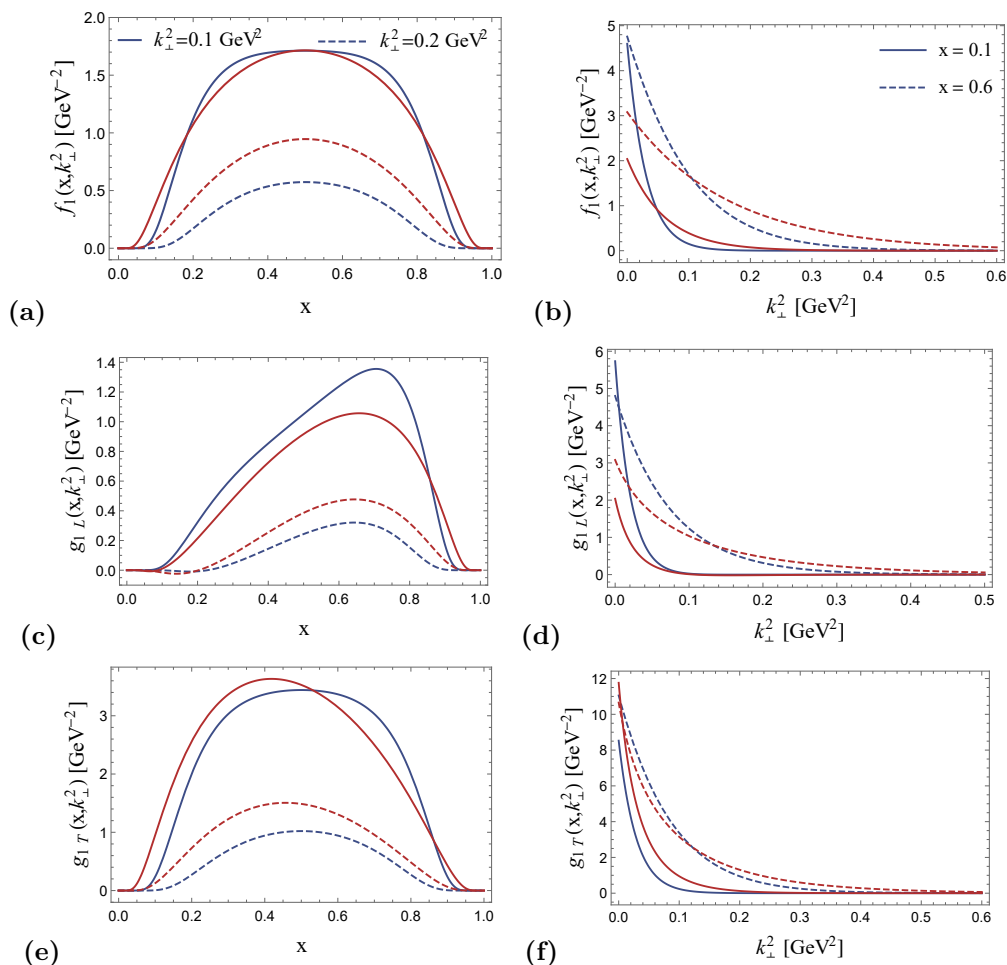 k⊥²=0.1 GeV² k⊥²=0.2 GeV²
f₁(x,k⊥²) [GeV⁻²]
2.0
1.5
1.0
0.5
0.0
0.0 0.2 0.4 0.6 0.8 1.0
x
(a)
x = 0.1
x = 0.6
f₁(x,k⊥²) [GeV⁻²]
5
4
3
2
1
0
0.0 0.1 0.2 0.3 0.4 0.5 0.6
k⊥² [GeV²]
(b)
g₁ L(x,k⊥²) [GeV⁻²]
1.4
1.2
1.0
0.8
0.6
0.4
0.2
0.0
0.0 0.2 0.4 0.6 0.8 1.0
x
(c)
g₁ L(x,k⊥²) [GeV⁻²]
6
5
4
3
2
1
0
0.0 0.1 0.2 0.3 0.4 0.5
k⊥² [GeV²]
(d)
g₁ T(x,k⊥²) [GeV⁻²]
3
2
1
0
0.0 0.2 0.4 0.6 0.8 1.0
x
(e)
g₁ T(x,k⊥²) [GeV⁻²]
12
10
8
6
4
2
0
0.0 0.1 0.2 0.3 0.4 0.5 0.6
k⊥² [GeV²]
(f)